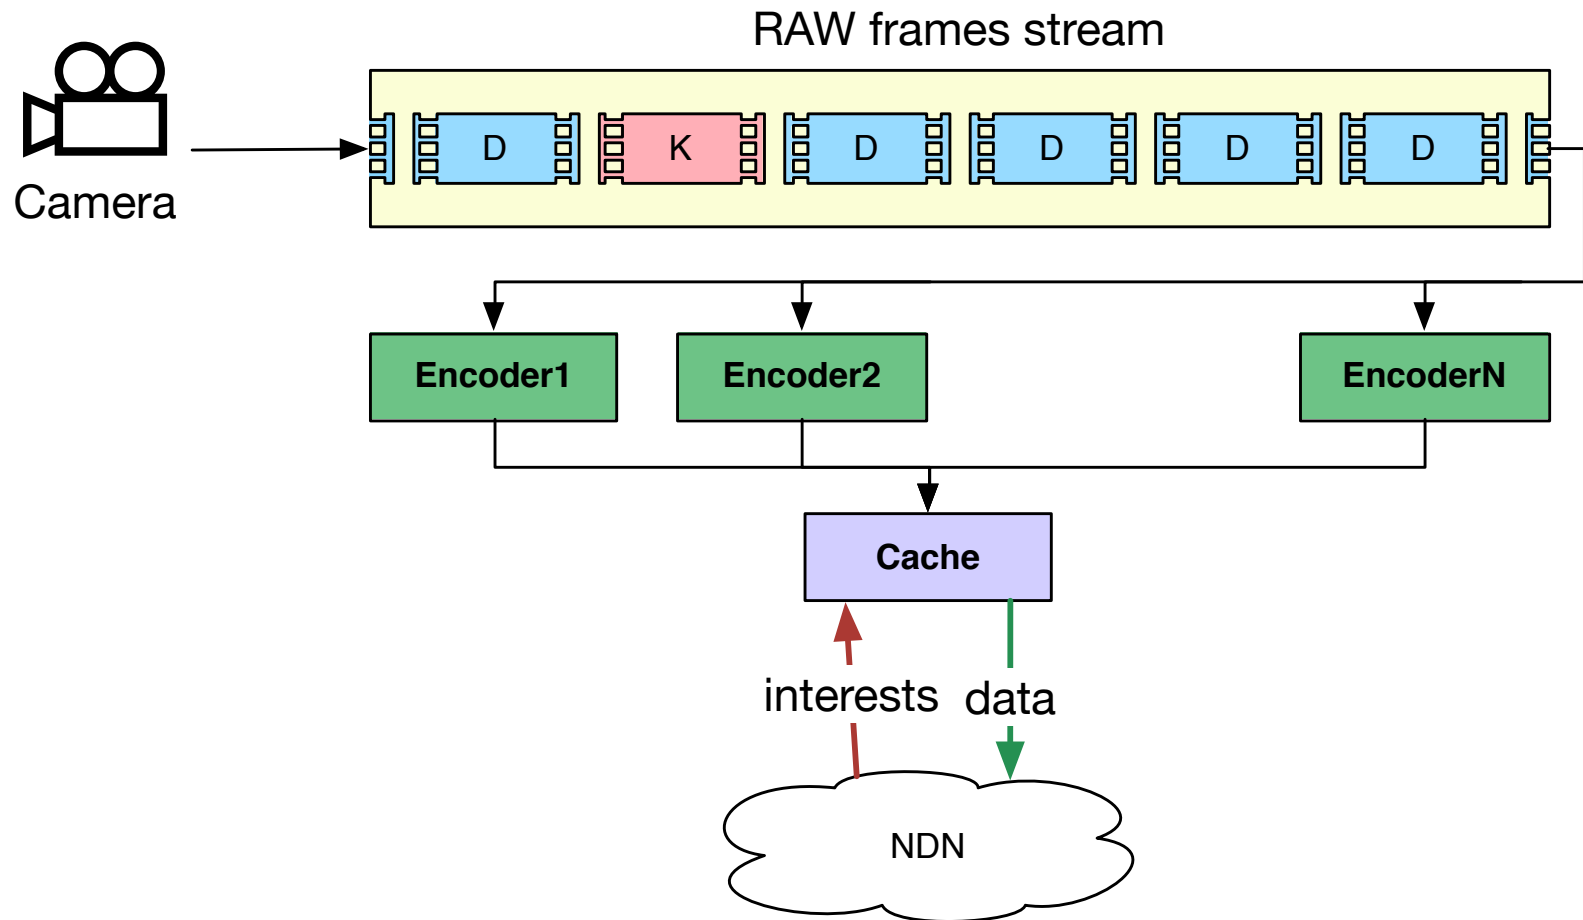 RAW frames stream
D
K
D
D
D
D
Camera
Encoder1
Encoder2
EncoderN
Cache
interests
data
NDN